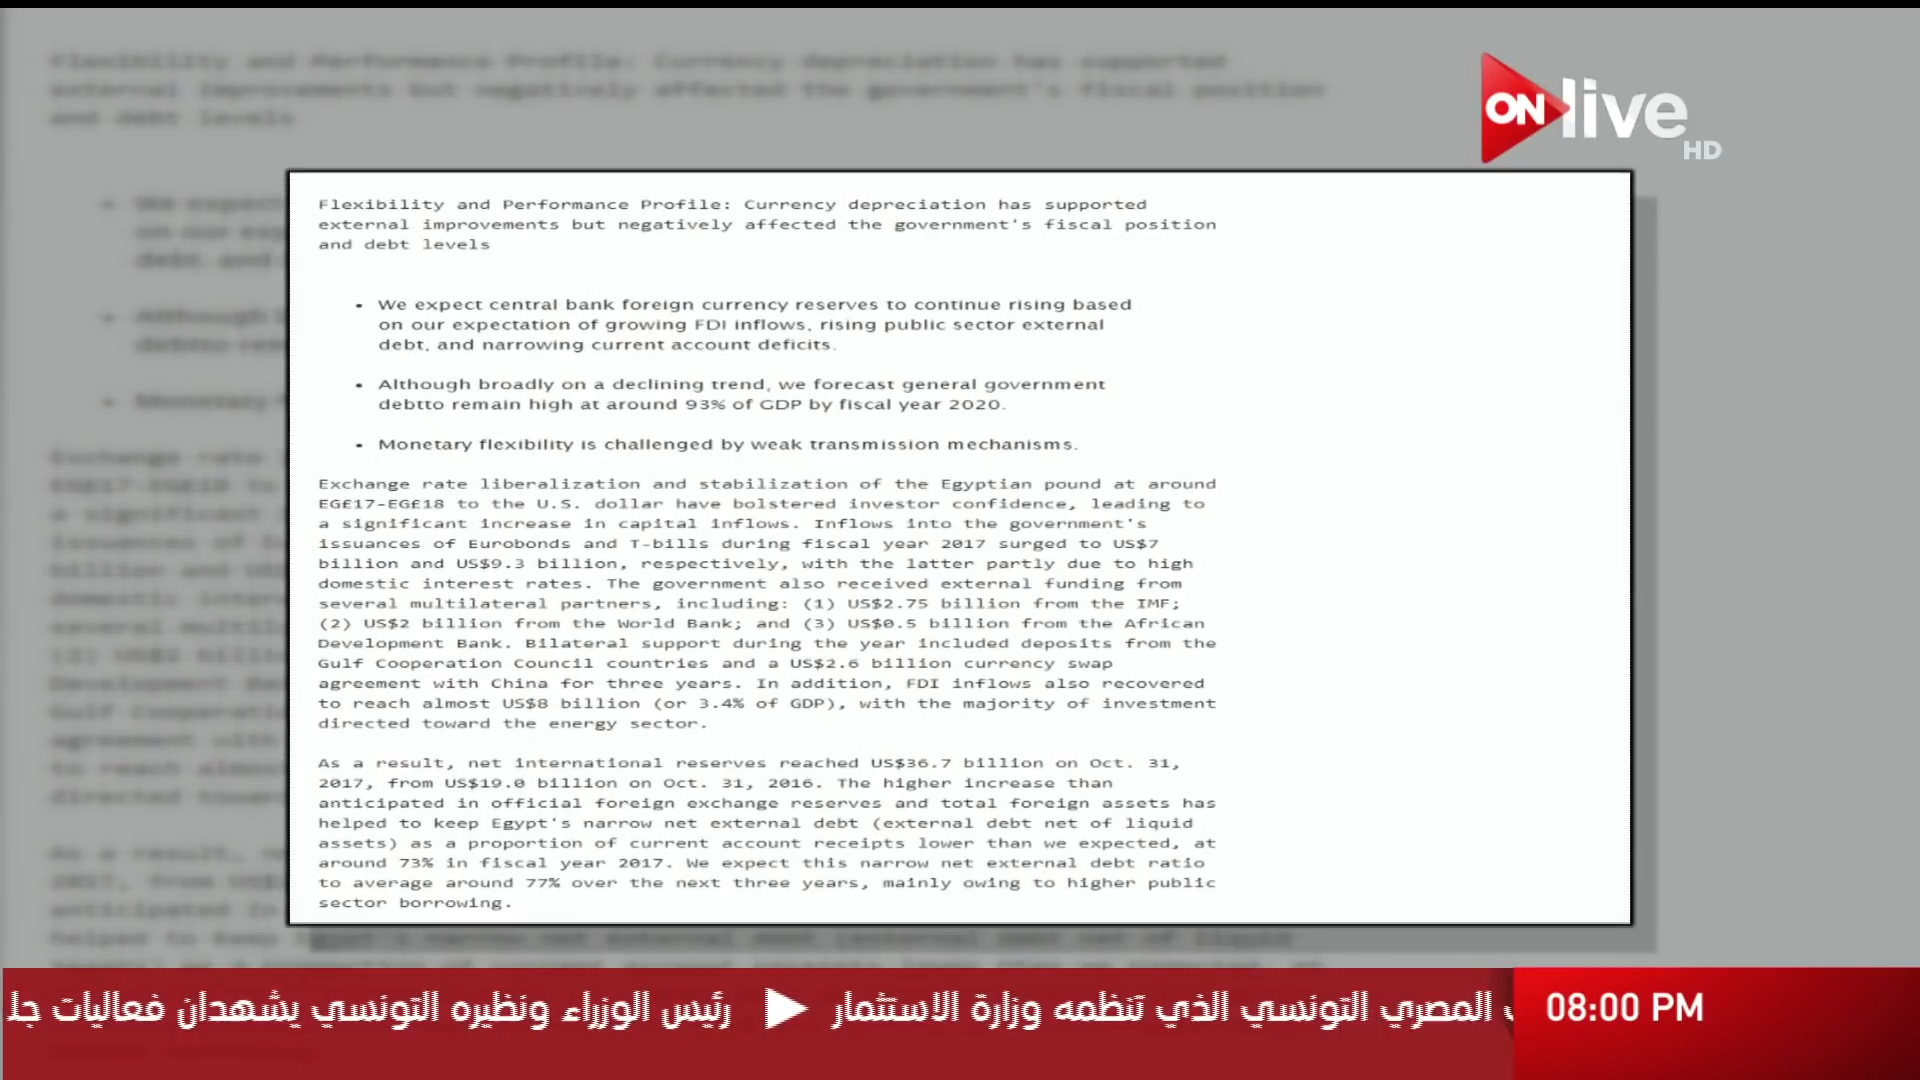 ON live
HD
Flexibility and Performance Profile: Currency depreciation has supported
external improvements but negatively affected the government's fiscal position
and debt levels
• We expect central bank foreign currency reserves to continue rising based
on our expectation of growing FDI inflows, rising public sector external
debt, and narrowing current account deficits.
• Although broadly on a declining trend, we forecast general government
debtto remain high at around 93% of GDP by fiscal year 2020.
• Monetary flexibility is challenged by weak transmission mechanisms.
Exchange rate liberalization and stabilization of the Egyptian pound at around
EG£17-EG£18 to the U.S. dollar have bolstered investor confidence, leading to
a significant increase in capital inflows. Inflows into the government's
issuances of Eurobonds and T-bills during fiscal year 2017 surged to US$7
billion and US$9.3 billion, respectively, with the latter partly due to high
domestic interest rates. The government also received external funding from
several multilateral partners, including: (1) US$2.75 billion from the IMF;
(2) US$2 billion from the World Bank; and (3) US$0.5 billion from the African
Development Bank. Bilateral support during the year included deposits from the
Gulf Cooperation Council countries and a US$2.6 billion currency swap
agreement with China for three years. In addition, FDI inflows also recovered
to reach almost US$8 billion (or 3.4% of GDP), with the majority of investment
directed toward the energy sector.
As a result, net international reserves reached US$36.7 billion on Oct. 31,
2017, from US$19.0 billion on Oct. 31, 2016. The higher increase than
anticipated in official foreign exchange reserves and total foreign assets has
helped to keep Egypt's narrow net external debt (external debt net of liquid
assets) as a proportion of current account receipts lower than we expected, at
around 73% in fiscal year 2017. We expect this narrow net external debt ratio
to average around 77% over the next three years, mainly owing to higher public
sector borrowing.
المصري التونسي الذي تنظمه وزارة الاستثمار ◀ رئيس الوزراء ونظيره التونسي يشهدان فعاليات
08:00 PM